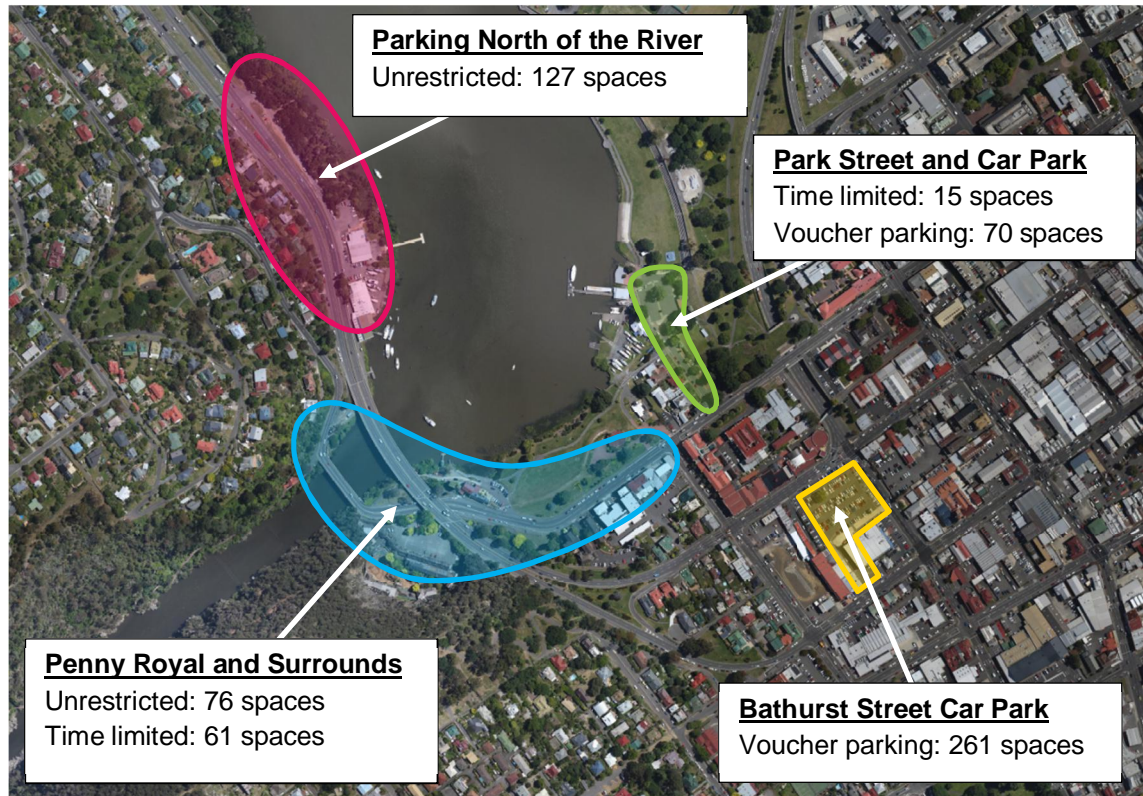 Parking North of the River
Unrestricted: 127 spaces
Park Street and Car Park
Time limited: 15 spaces
Voucher parking: 70 spaces
Penny Royal and Surrounds
Unrestricted: 76 spaces
Time limited: 61 spaces
Bathurst Street Car Park
Voucher parking: 261 spaces